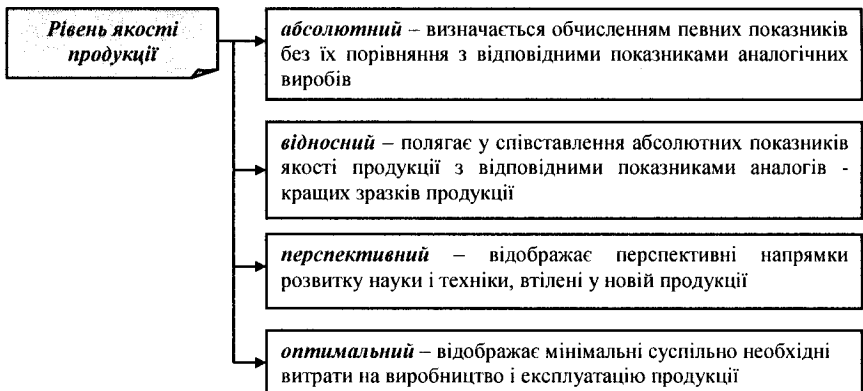 Рівень якості
продукції
абсолютний – визначається обчисленням певних показників
без їх порівняння з відповідними показниками аналогічних
виробів
відносний – полягає у співставлення абсолютних показників
якості продукції з відповідними показниками аналогів -
кращих зразків продукції
перспективний – відображає перспективні напрямки
розвитку науки і техніки, втілені у новій продукції
оптимальний – відображає мінімальні суспільно необхідні
витрати на виробництво і експлуатацію продукції